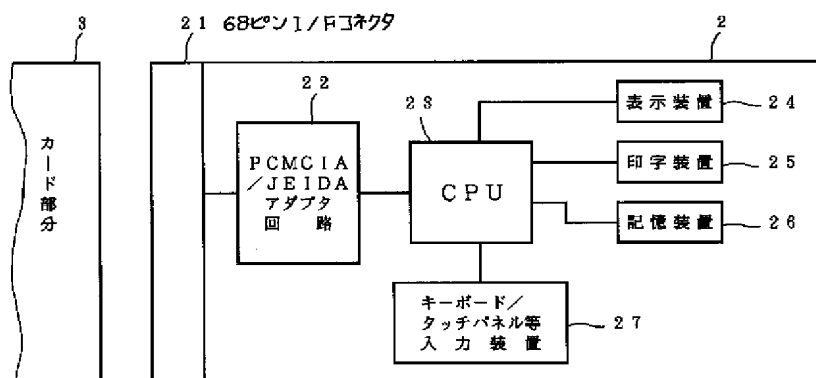 3
21 68ピンI/Fコネクタ
2
カード部分
22
PCMCIA
/JEIDA
アダプタ
回路
23
CPU
表示装置
24
印字装置
25
記憶装置
26
キーボード/
タッチパネル等
入力装置
27